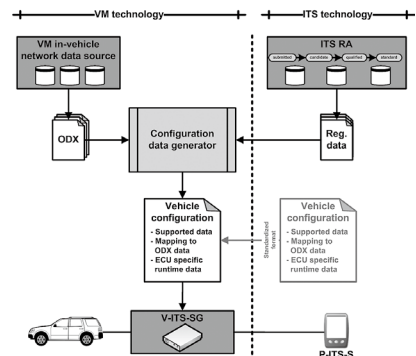 VM technology
ITS technology
VM in-vehicle
network data source
ITS RA
submitted
candidate
qualified
standard
ODX
Configuration
data generator
Reg.
data
Vehicle
configuration
- Supported data
- Mapping to
ODX data
- ECU specific
runtime data
Standardized
format
Vehicle
configuration
- Supported data
- Mapping to
ODX data
- ECU specific
runtime data
V-ITS-SG
P-ITS-S